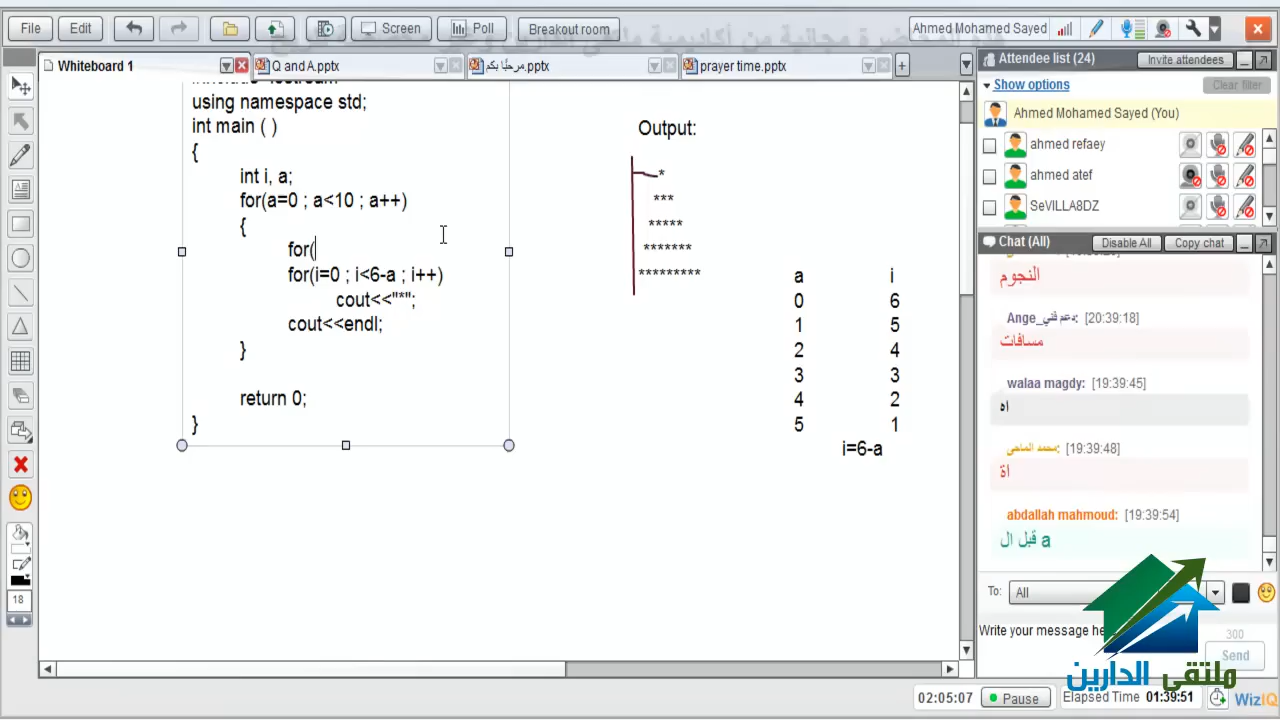 File
Edit
Screen
Poll
Breakout room
Ahmed Mohamed Sayed
Whiteboard 1
Q and A.pptx
مرحبًا بكم.pptx
prayer time.pptx
using namespace std;
int main ( )
{
int i, a;
for(a=0 ; a<10 ; a++)
{
for(
for(i=0 ; i<6-a ; i++)
cout<<"*";
cout<<endl;
}
return 0;
}
Output:
*
***
*****
*******
*********
a i
0 6
1 5
2 4
3 3
4 2
5 1
i=6-a
18
Attendee list (24)
Invite attendees
Show options
Clear filter
Ahmed Mohamed Sayed (You)
ahmed refaey
ahmed atef
SeVILLA8DZ
Chat (All)
Disable All
Copy chat
النجوم
Ange_دعم فني: [20:39:18]
مسافات
walaa magdy: [19:39:45]
اه
محمد الماحى: [19:39:48]
اة
abdallah mahmoud: [19:39:54]
قبل ال a
To: All
Write your message he
300
Send
ملتقى الدارين
02:05:07
Pause
Elapsed Time 01:39:51
WizIQ